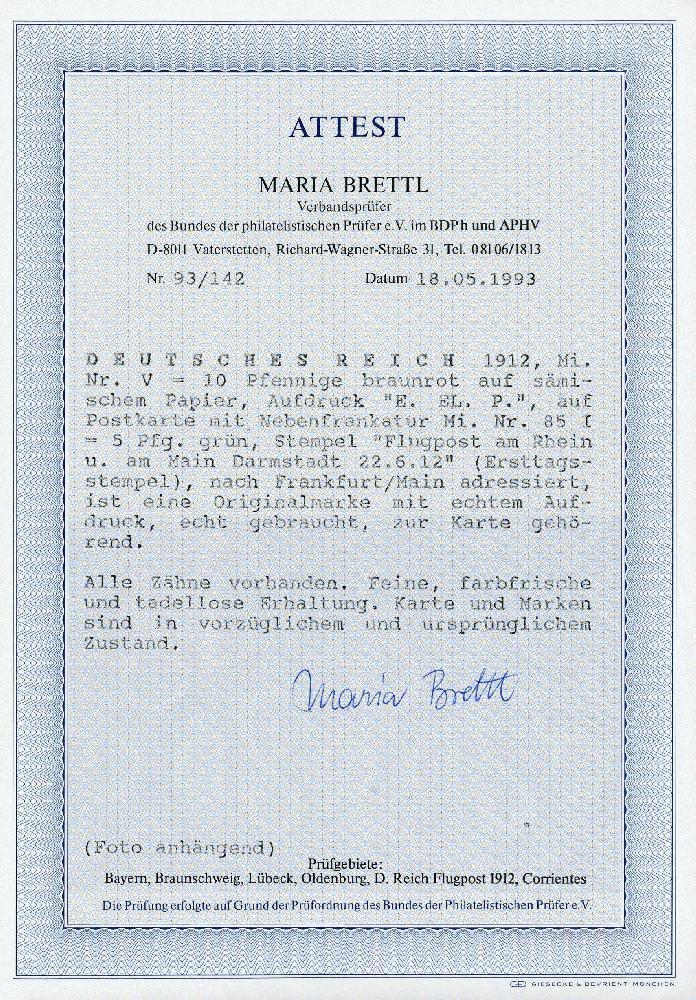 ATTEST
MARIA BRETTL
Verbandsprüfer
des Bundes der philatelistischen Prüfer e.V. im BDPh und APHV
D-8011 Vaterstetten, Richard-Wagner-Straße 31, Tel. 08106/1813
Nr. 93/142 Datum 18.05.1993
D E U T S C H E S R E I C H 1912, Mi.
Nr. V = 10 Pfennige braunrot auf sämi-
schem Papier, Aufdruck "E. EL. P.", auf
Postkarte mit Nebenfrankatur Mi. Nr. 85 I
= 5 Pfg. grün, Stempel "Flugpost am Rhein
u. am Main Darmstadt 22.6.12" (Ersttags-
stempel), nach Frankfurt/Main adressiert,
ist eine Originalmarke mit echtem Auf-
druck, echt gebraucht, zur Karte gehö-
rend.
Alle Zähne vorhanden. Feine, farbfrische
und tadellose Erhaltung. Karte und Marken
sind in vorzüglichem und ursprünglichem
Zustand.
Maria Brettl
(Foto anhängend)
Prüfgebiete:
Bayern, Braunschweig, Lübeck, Oldenburg, D. Reich Flugpost 1912, Corrientes
Die Prüfung erfolgte auf Grund der Prüfordnung des Bundes der Philatelistischen Prüfer e.V.
GIESECKE & DEVRIENT MÜNCHEN